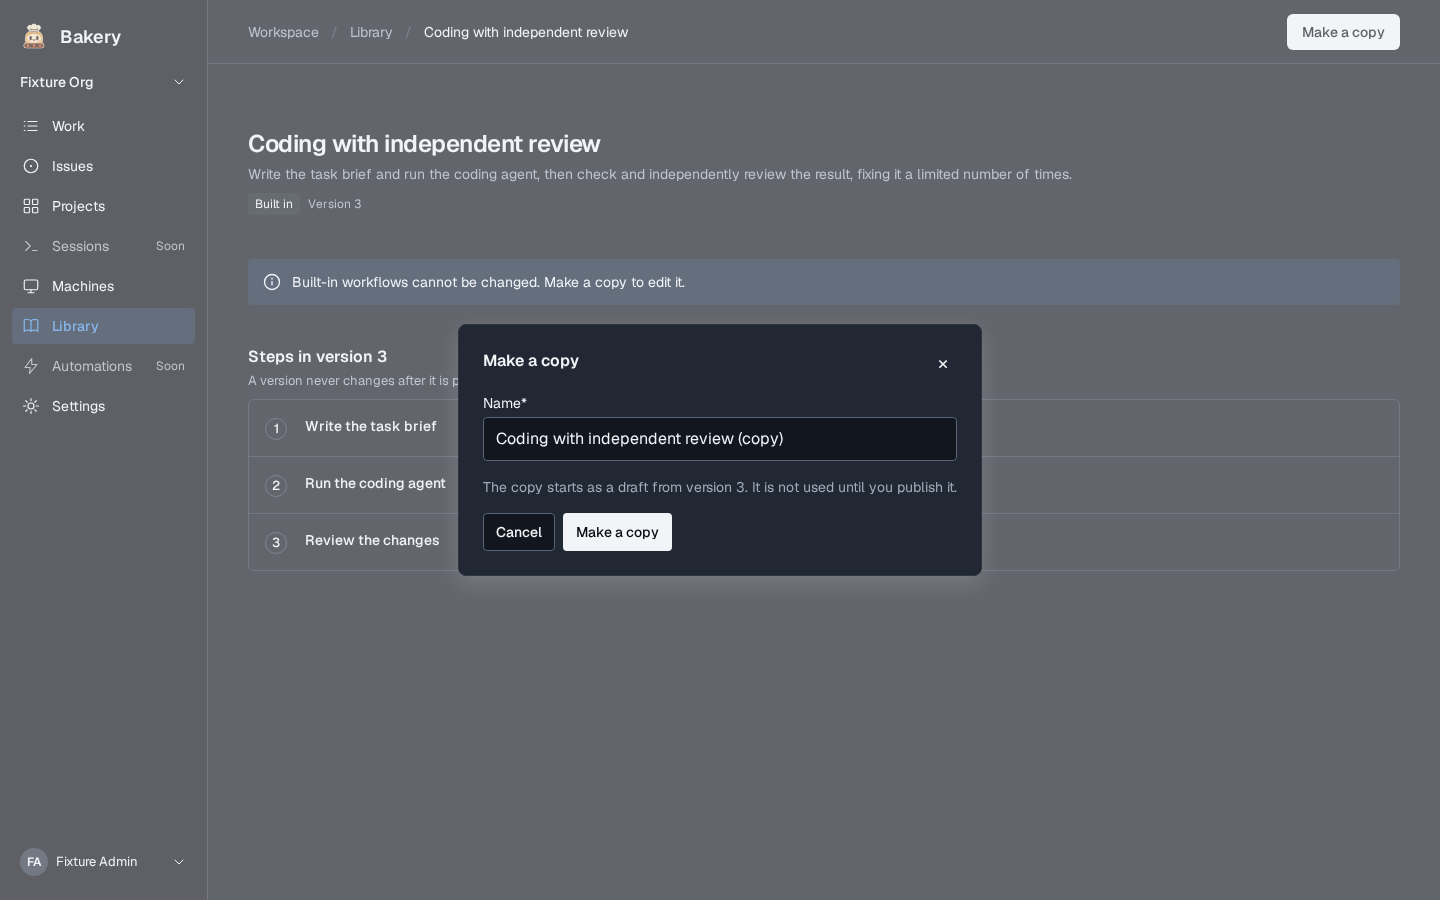 Bakery
Fixture Org
Work
Issues
Projects
Sessions Soon
Machines
Library
Automations Soon
Settings
FA Fixture Admin
Workspace / Library / Coding with independent review
Make a copy
Coding with independent review
Write the task brief and run the coding agent, then check and independently review the result, fixing it a limited number of times.
Built in Version 3
Built-in workflows cannot be changed. Make a copy to edit it.
Steps in version 3
A version never changes after it is
1 Write the task brief
2 Run the coding agent
3 Review the changes
Make a copy
×
Name*
Coding with independent review (copy)
The copy starts as a draft from version 3. It is not used until you publish it.
Cancel Make a copy